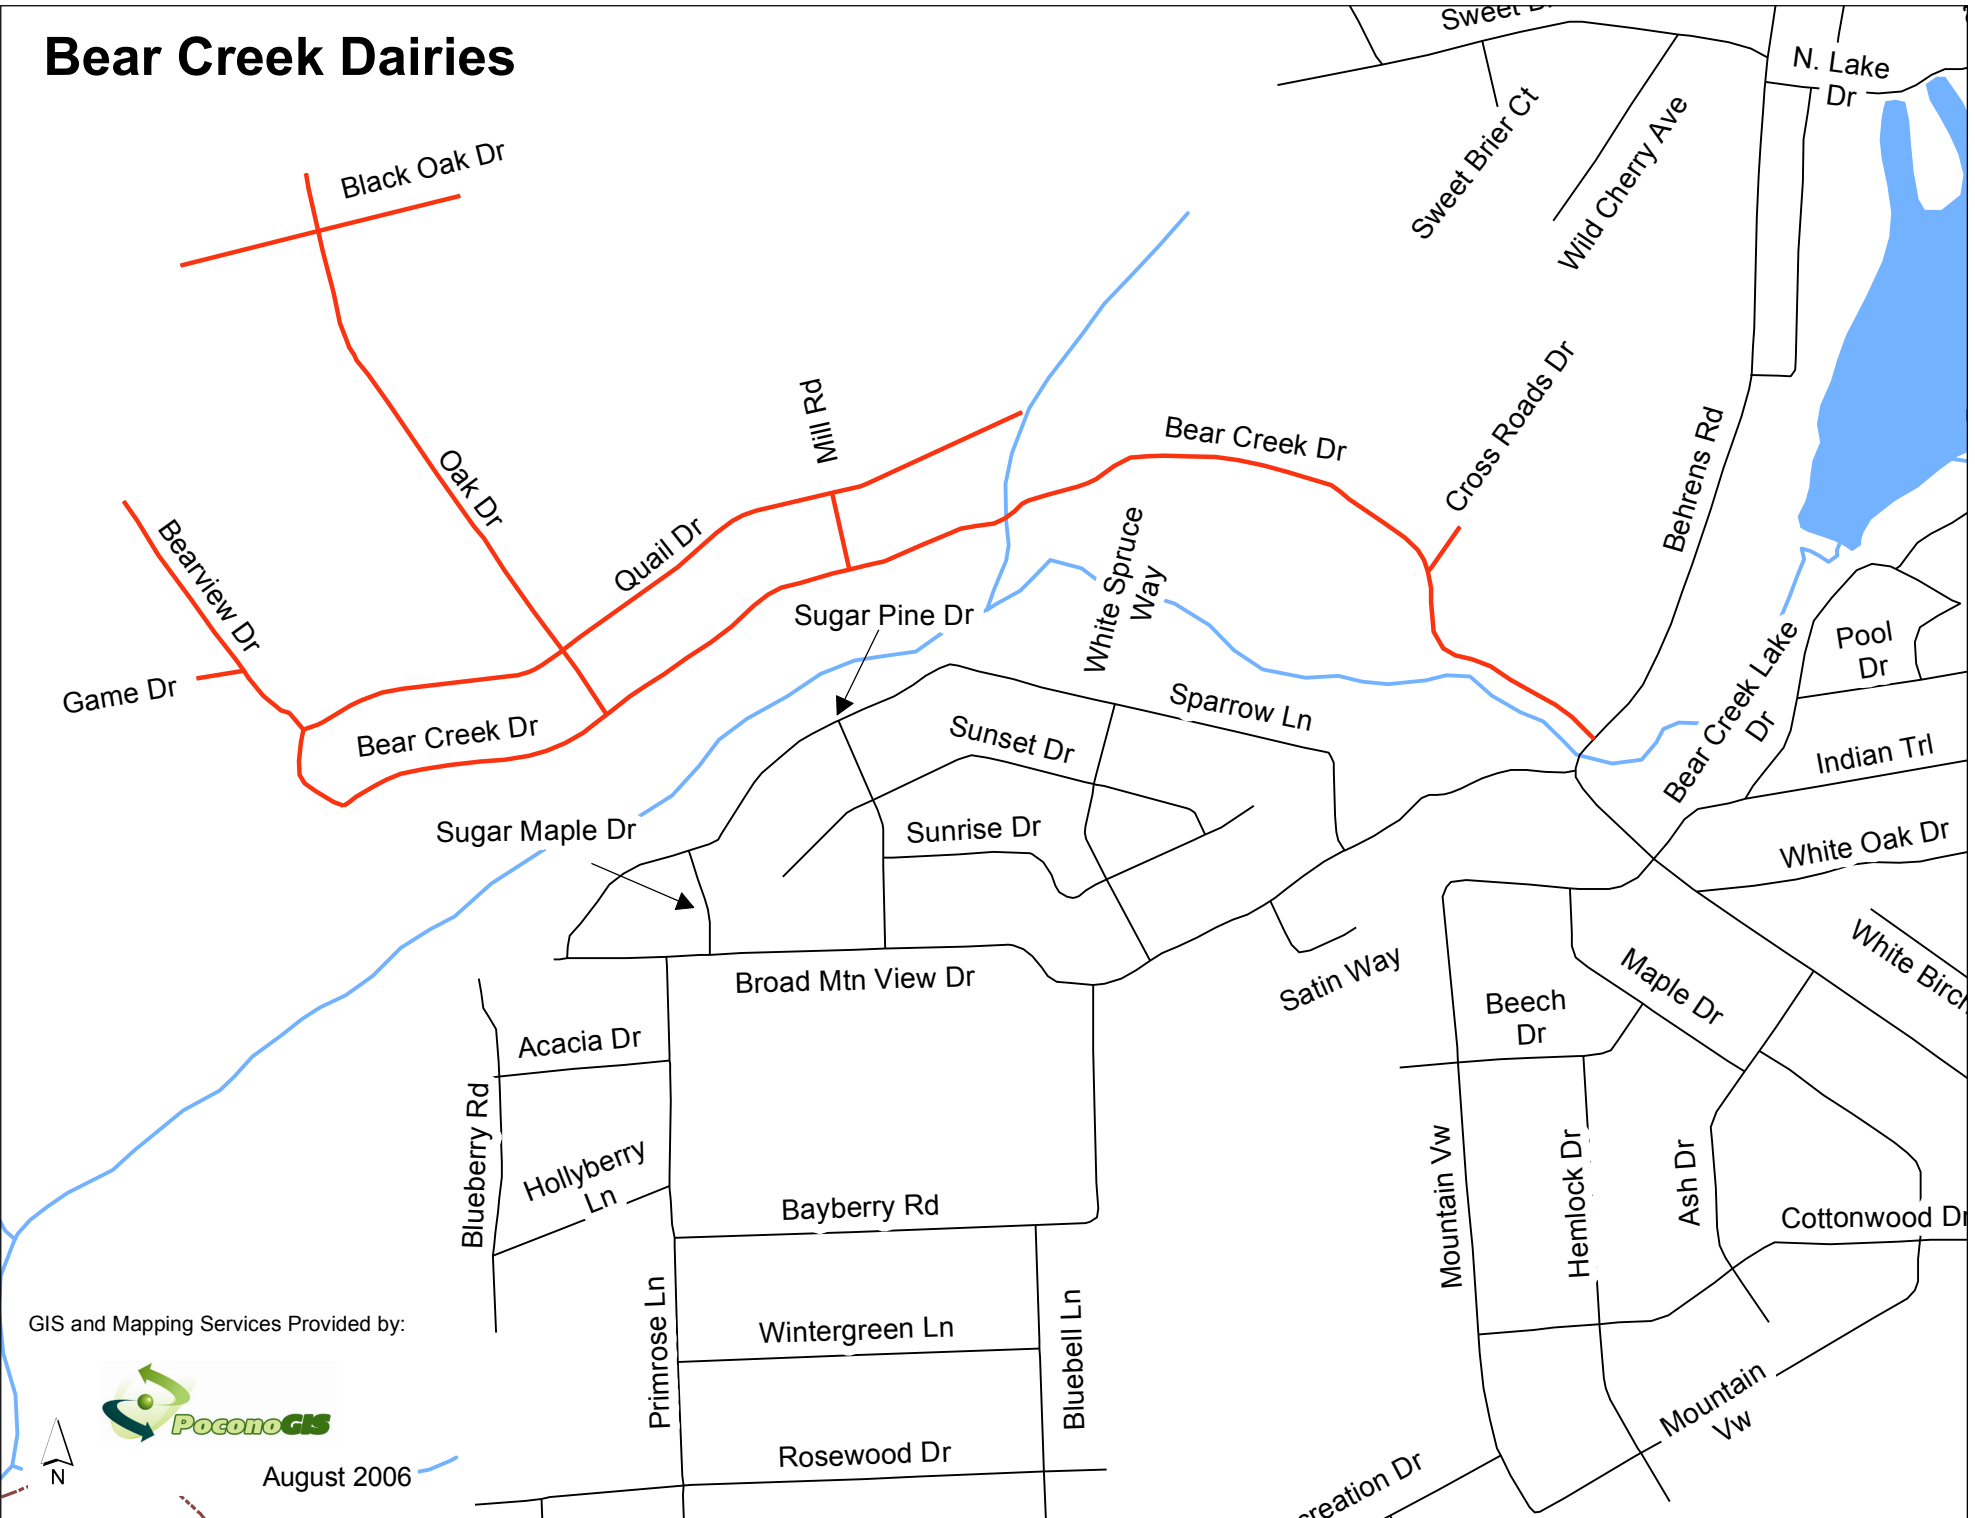 Bear Creek Dairies
N. Lake
Dr
Black Oak Dr
Sweet Brier Ct
Wild Cherry Ave
Mill Rd
Bear Creek Dr
Cross Roads Dr
Behrens Rd
Oak Dr
Quail Dr
Bearview Dr
White Spruce
Way
Sugar Pine Dr
Game Dr
Bear Creek Dr
Sparrow Ln
Sunset Dr
Bear Creek Lake
Dr
Pool
Dr
Indian Trl
Sugar Maple Dr
Sunrise Dr
White Oak Dr
White Birch
Broad Mtn View Dr
Satin Way
Maple Dr
Beech
Dr
Acacia Dr
Blueberry Rd
Hollyberry
Ln
Bayberry Rd
Mountain Vw
Hemlock Dr
Ash Dr
Cottonwood Dr
Primrose Ln
Wintergreen Ln
Bluebell Ln
Rosewood Dr
Mountain
Vw
creation Dr
GIS and Mapping Services Provided by:
PoconoGIS
N
August 2006
Sweet